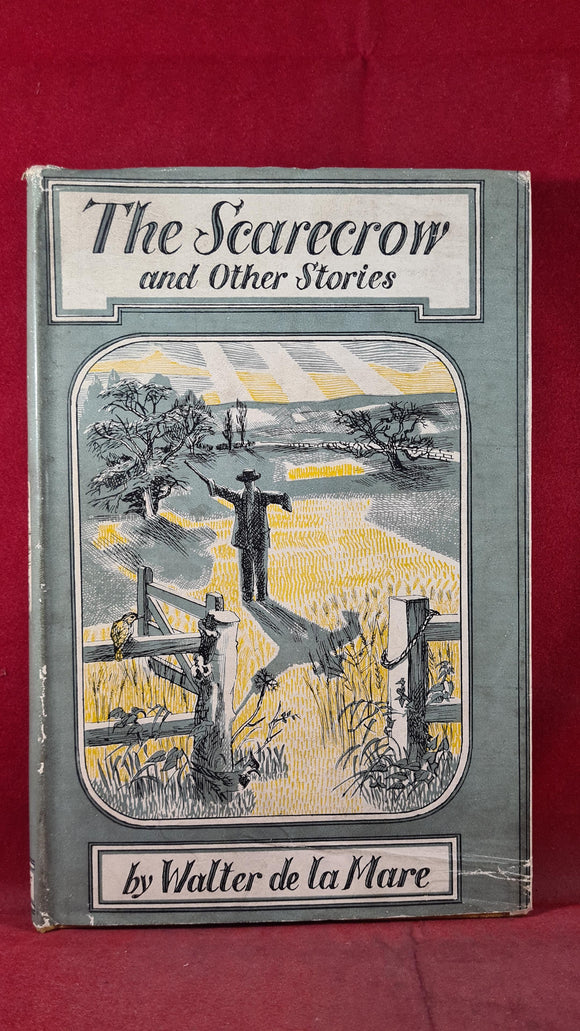 The Scarecrow
and Other Stories
by Walter de la Mare